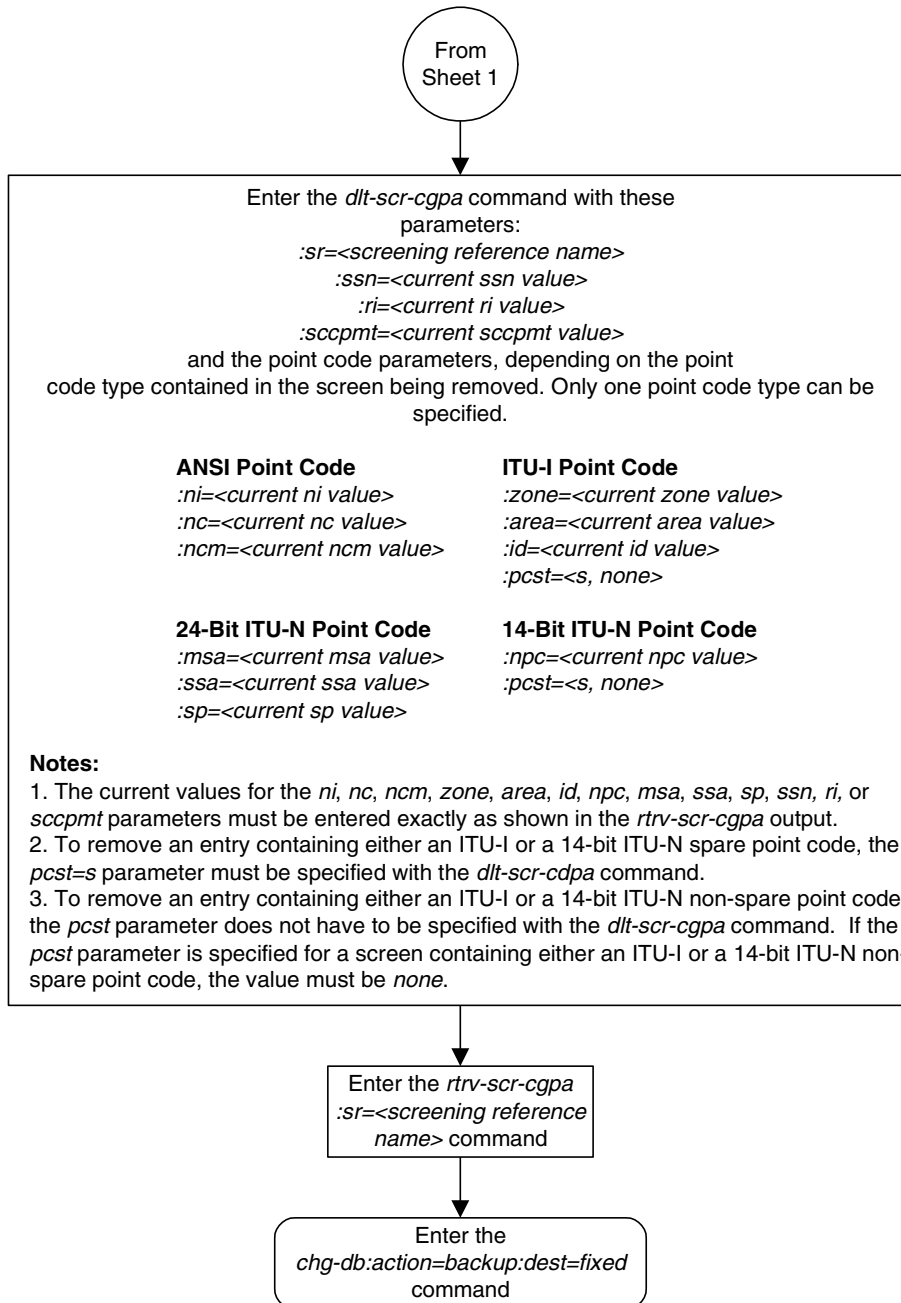 From
Sheet 1
Enter the dlt-scr-cgpa command with these
parameters:
:sr=<screening reference name>
:ssn=<current ssn value>
:ri=<current ri value>
:sccpmt=<current sccpmt value>
and the point code parameters, depending on the point
code type contained in the screen being removed. Only one point code type can be
specified.
ANSI Point Code
:ni=<current ni value>
:nc=<current nc value>
:ncm=<current ncm value>
ITU-I Point Code
:zone=<current zone value>
:area=<current area value>
:id=<current id value>
:pcst=<s, none>
24-Bit ITU-N Point Code
:msa=<current msa value>
:ssa=<current ssa value>
:sp=<current sp value>
14-Bit ITU-N Point Code
:npc=<current npc value>
:pcst=<s, none>
Notes:
1. The current values for the ni, nc, ncm, zone, area, id, npc, msa, ssa, sp, ssn, ri, or
sccpmt parameters must be entered exactly as shown in the rtrv-scr-cgpa output.
2. To remove an entry containing either an ITU-I or a 14-bit ITU-N spare point code, the
pcst=s parameter must be specified with the dlt-scr-cdpa command.
3. To remove an entry containing either an ITU-I or a 14-bit ITU-N non-spare point code
the pcst parameter does not have to be specified with the dlt-scr-cgpa command. If the
pcst parameter is specified for a screen containing either an ITU-I or a 14-bit ITU-N non-
spare point code, the value must be none.
Enter the rtrv-scr-cgpa
:sr=<screening reference
name> command
Enter the
chg-db:action=backup:dest=fixed
command